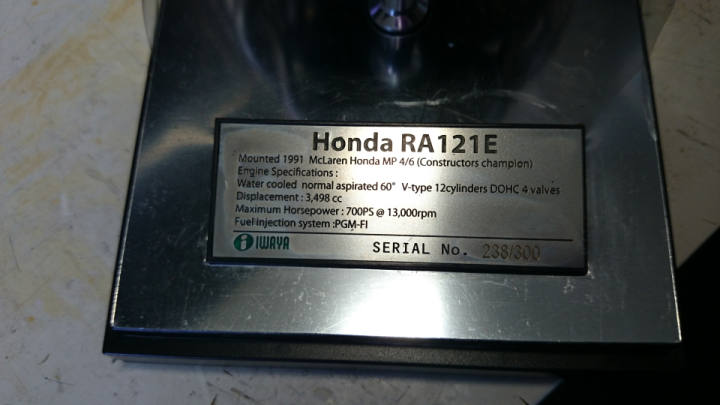 Honda RA121E
Mounted 1991 McLaren Honda MP 4/6 (Constructors champion)
Engine Specifications :
Water cooled normal aspirated 60° V-type 12cylinders DOHC 4 valves
Displacement : 3,498 cc
Maximum Horsepower : 700PS @ 13,000rpm
Fuel injection system :PGM-FI
IWAYA SERIAL No. 238/300